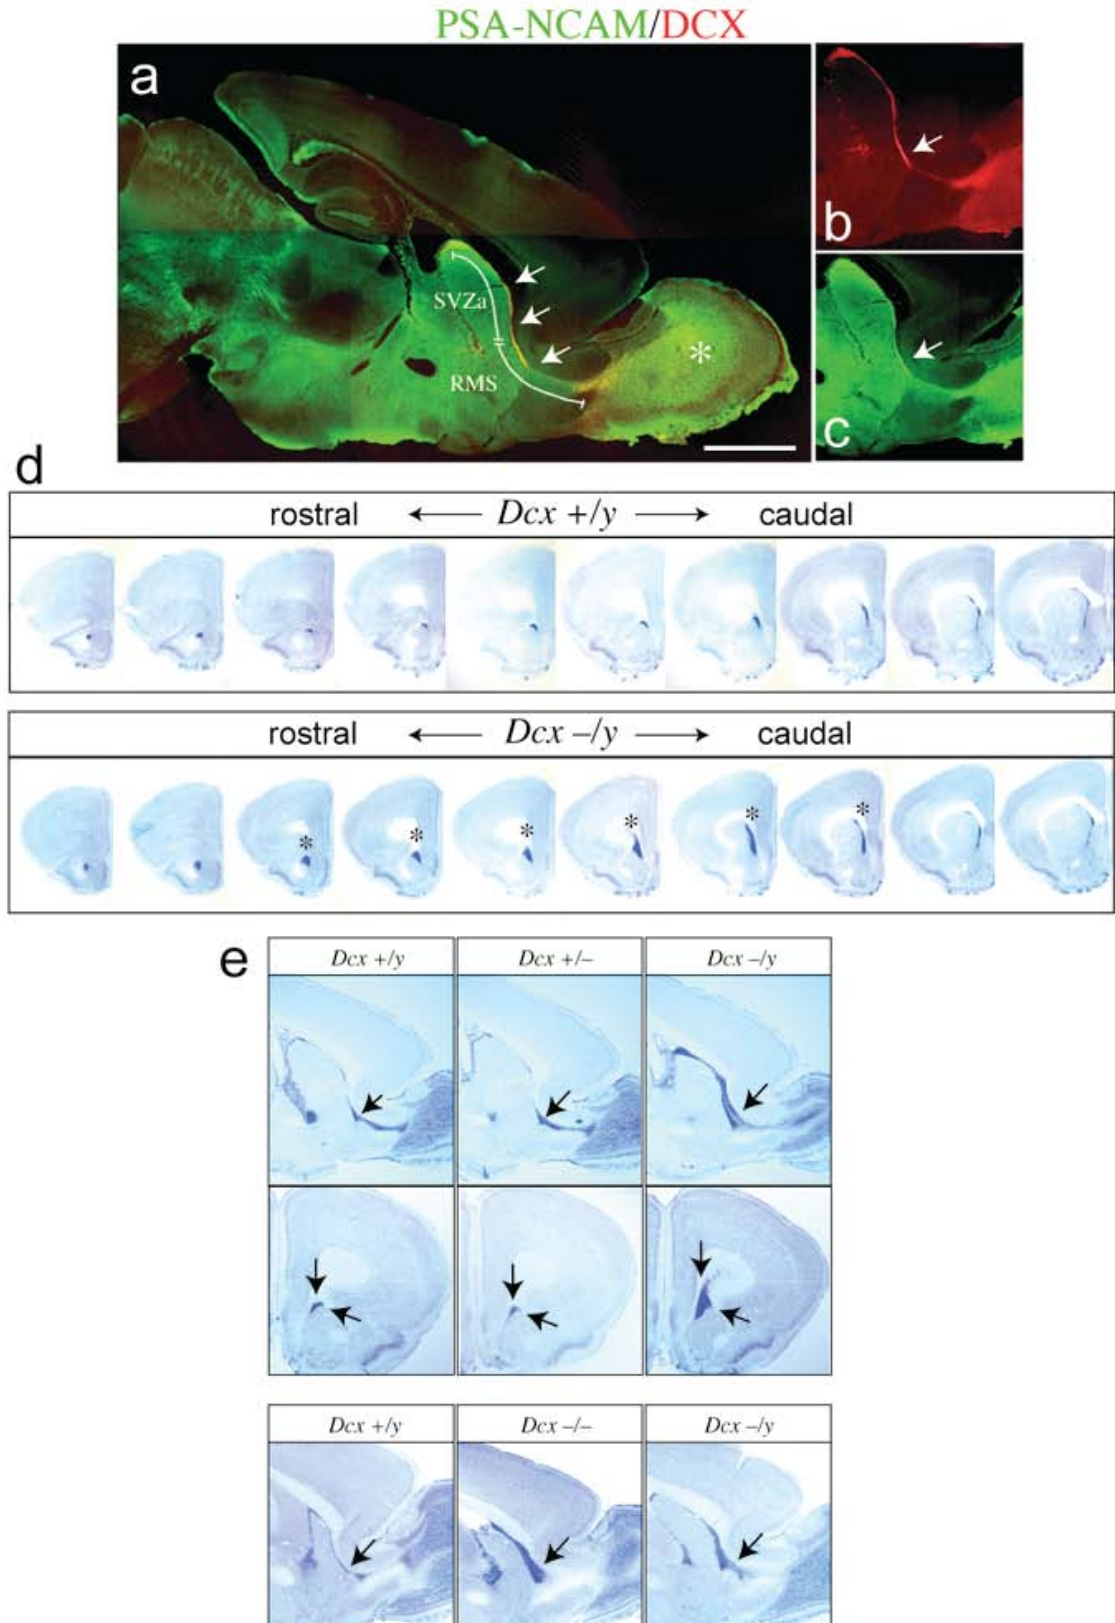 PSA-NCAM/DCX
a
b
SVZa
RMS
*
c
d
rostral ← Dcx +/y → caudal
rostral ← Dcx –/y → caudal
* * * * * *
e
Dcx +/y Dcx +/– Dcx –/y
Dcx +/y Dcx –/– Dcx –/y